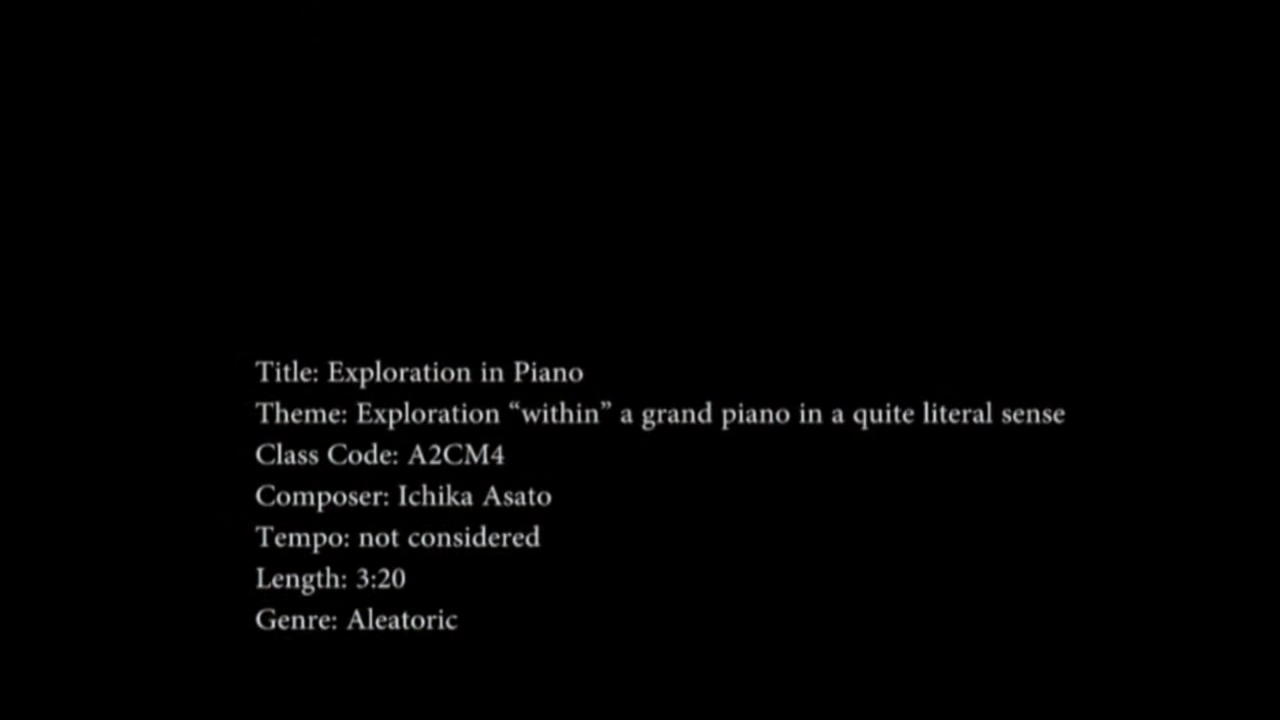 Title: Exploration in Piano
Theme: Exploration “within” a grand piano in a quite literal sense
Class Code: A2CM4
Composer: Ichika Asato
Tempo: not considered
Length: 3:20
Genre: Aleatoric